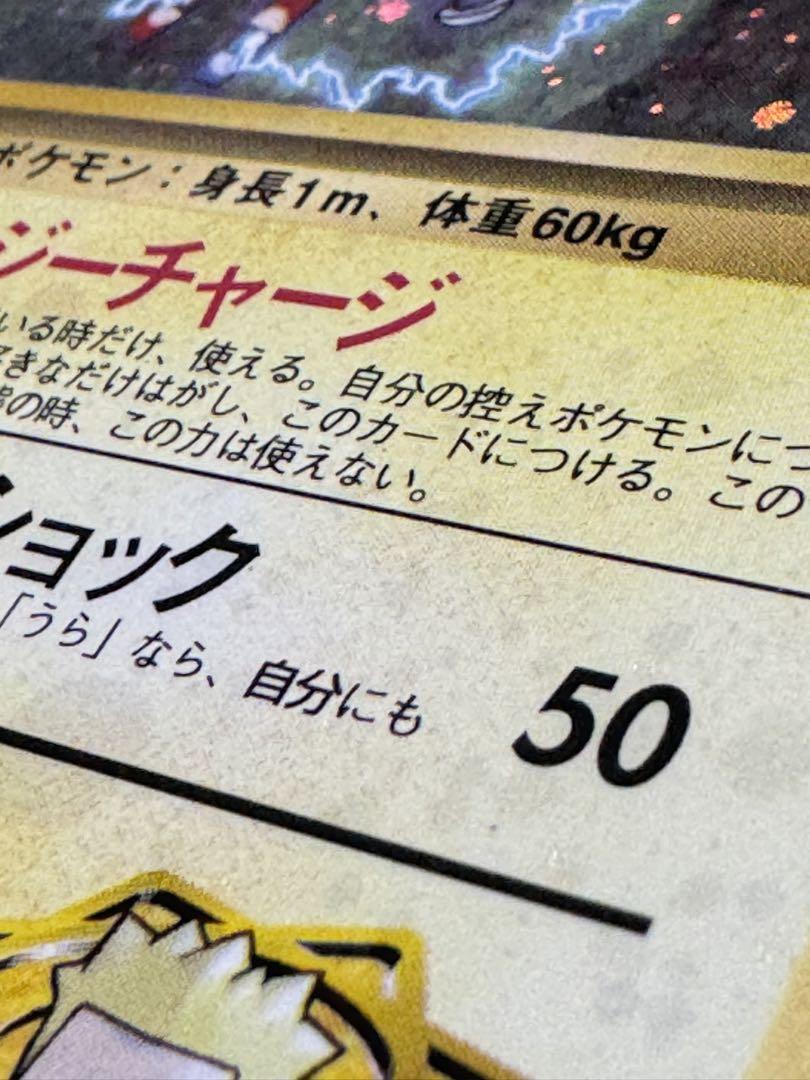 ポケモン：身長1m、体重60kg
ジーチャージ
いる時だけ、使える。自分の控えポケモンにつ
きなだけはがし、このカードにつける。この
の時、この力は使えない。
ショック
「うら」なら、自分にも
50